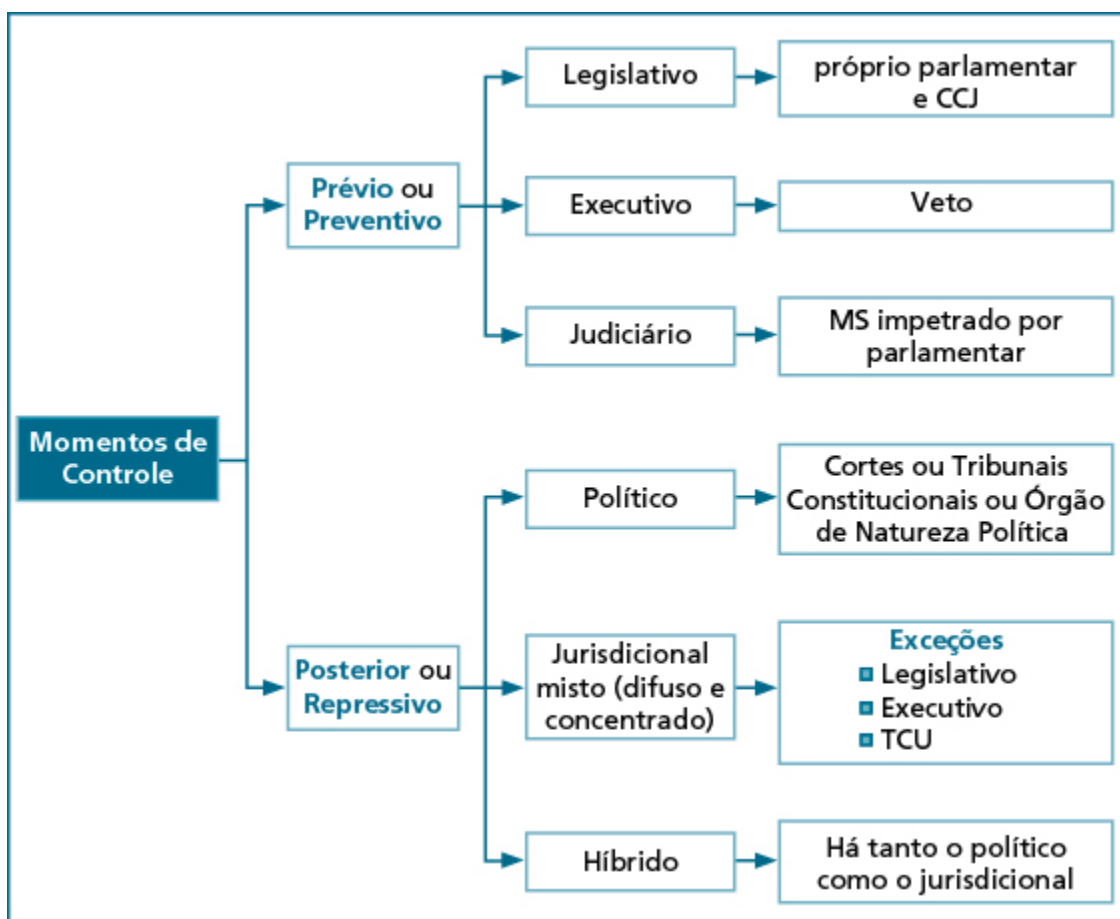 Momentos de
Controle
Prévio ou
Preventivo
Legislativo
próprio parlamentar
e CCJ
Executivo
Veto
Judiciário
MS impetrado por
parlamentar
Posterior ou
Repressivo
Político
Cortes ou Tribunais
Constitucionais ou Órgão
de Natureza Política
Jurisdicional
misto (difuso e
concentrado)
Exceções
Legislativo
Executivo
TCU
Híbrido
Há tanto o político
como o jurisdicional